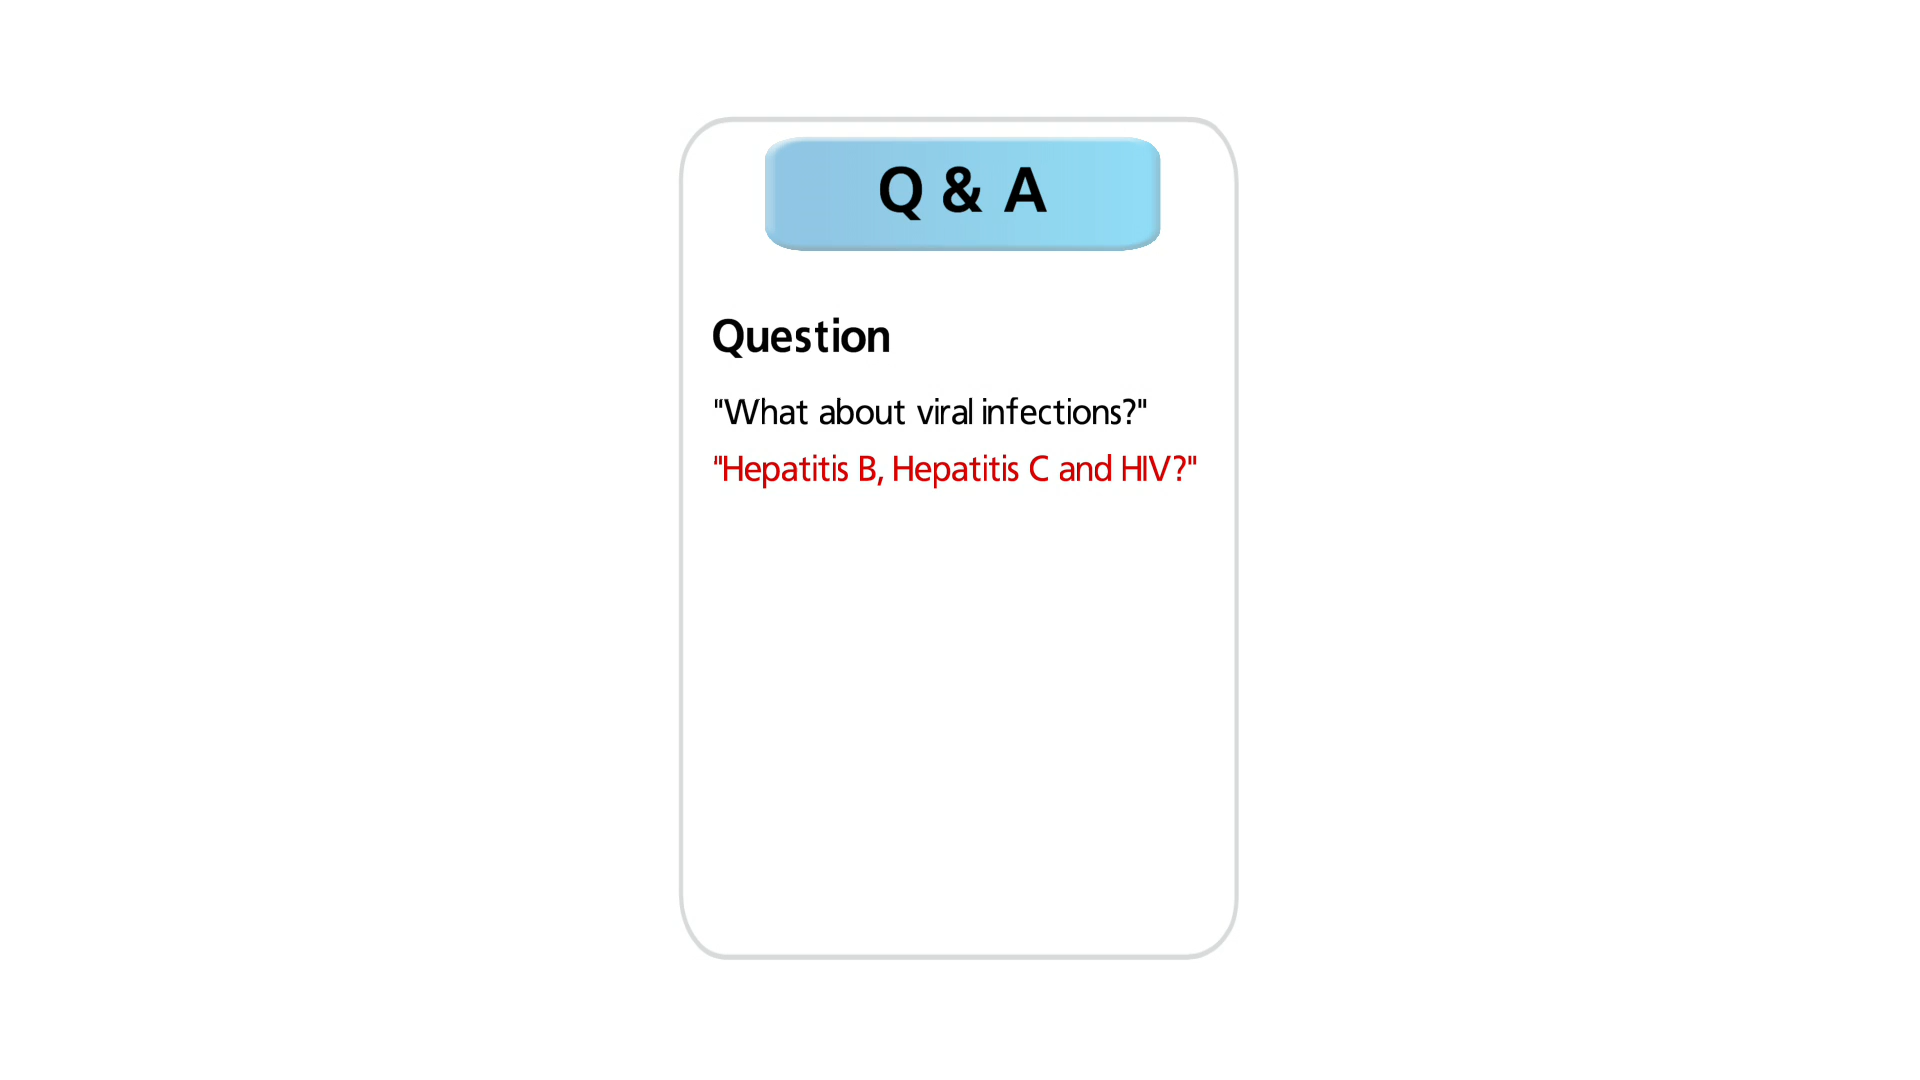 Q & A
Question
"What about viral infections?"
"Hepatitis B, Hepatitis C and HIV?"